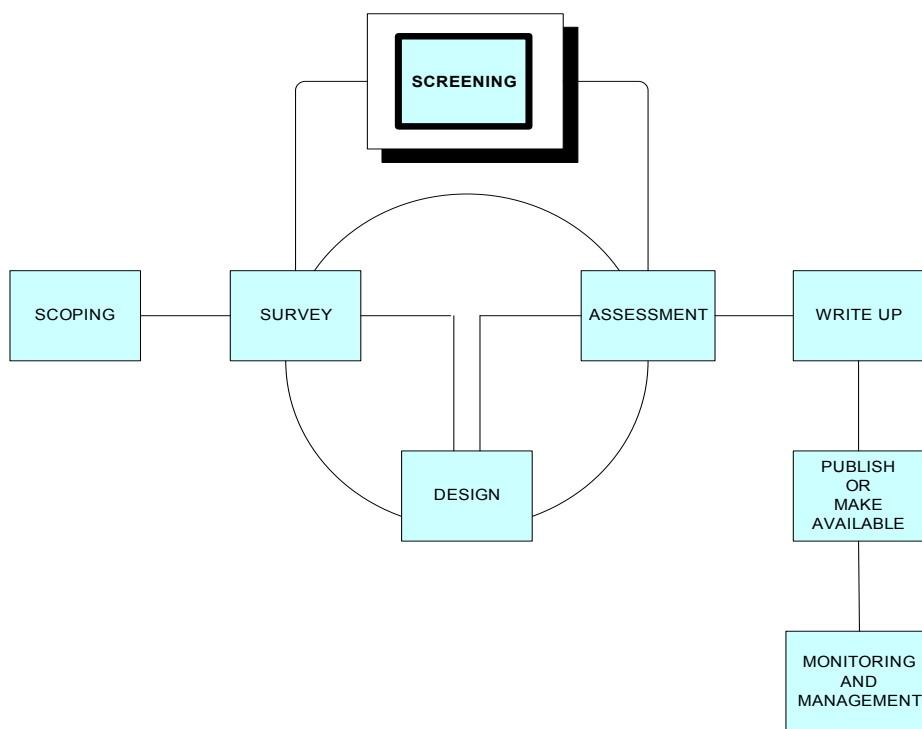 SCREENING
SCOPING
SURVEY
ASSESSMENT
WRITE UP
DESIGN
PUBLISH
OR
MAKE
AVAILABLE
MONITORING
AND
MANAGEMENT